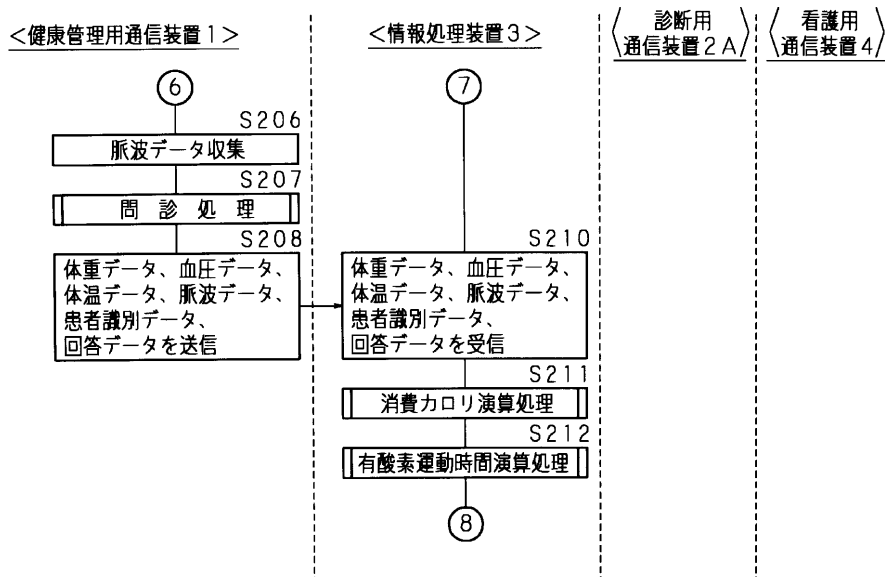 ＜健康管理用通信装置１＞
＜情報処理装置３＞
診断用
通信装置２Ａ
看護用
通信装置４
⑥
⑦
Ｓ２０６
脈波データ収集
Ｓ２０７
問診処理
Ｓ２０８
体重データ、血圧データ、
体温データ、脈波データ、
患者識別データ、
回答データを送信
Ｓ２１０
体重データ、血圧データ、
体温データ、脈波データ、
患者識別データ、
回答データを受信
Ｓ２１１
消費カロリ演算処理
Ｓ２１２
有酸素運動時間演算処理
⑧